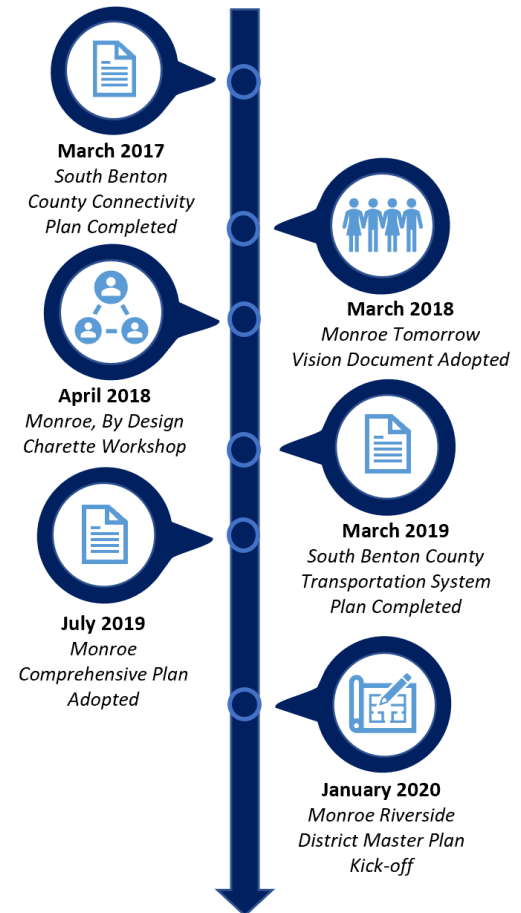 March 2017
South Benton
County Connectivity
Plan Completed
March 2018
Monroe Tomorrow
Vision Document Adopted
April 2018
Monroe, By Design
Charette Workshop
March 2019
South Benton County
Transportation System
Plan Completed
July 2019
Monroe
Comprehensive Plan
Adopted
January 2020
Monroe Riverside
District Master Plan
Kick-off